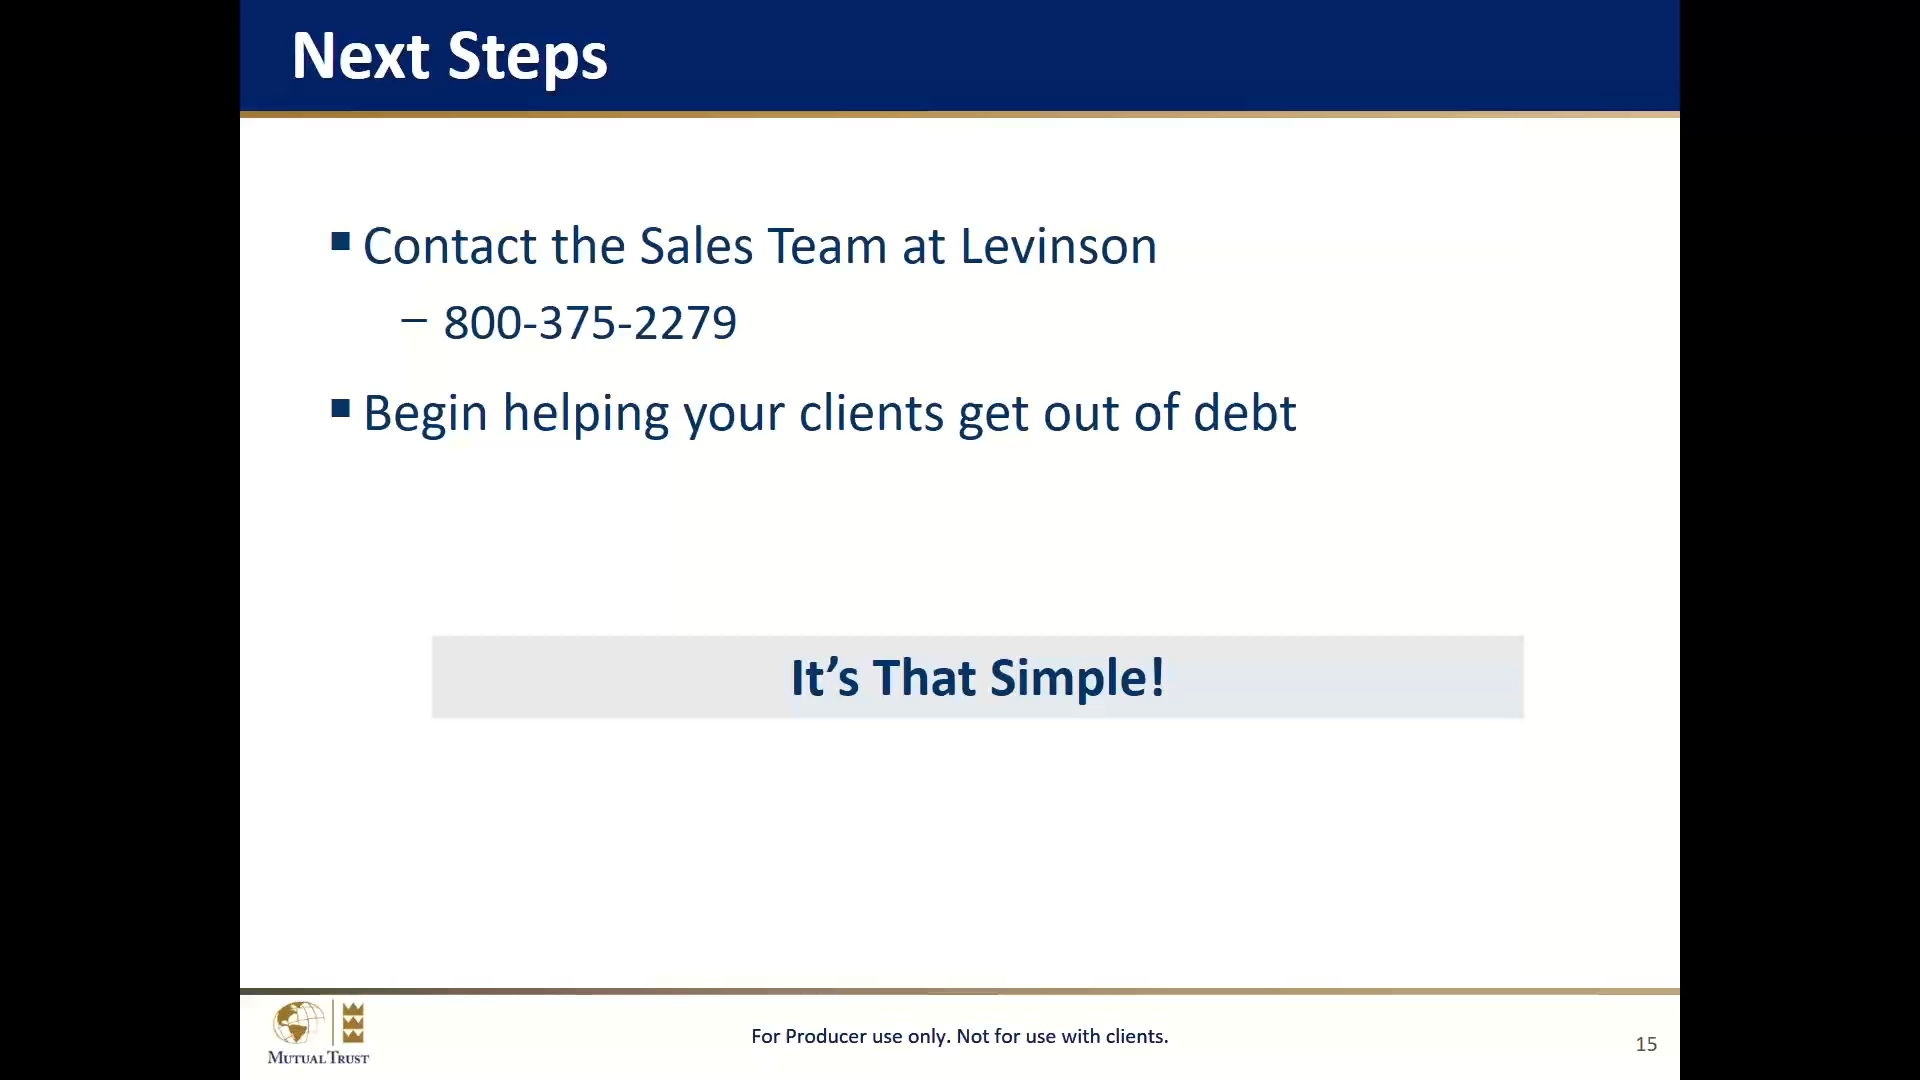 Next Steps
Contact the Sales Team at Levinson
– 800-375-2279
Begin helping your clients get out of debt
It’s That Simple!
MUTUAL TRUST
For Producer use only. Not for use with clients.
15